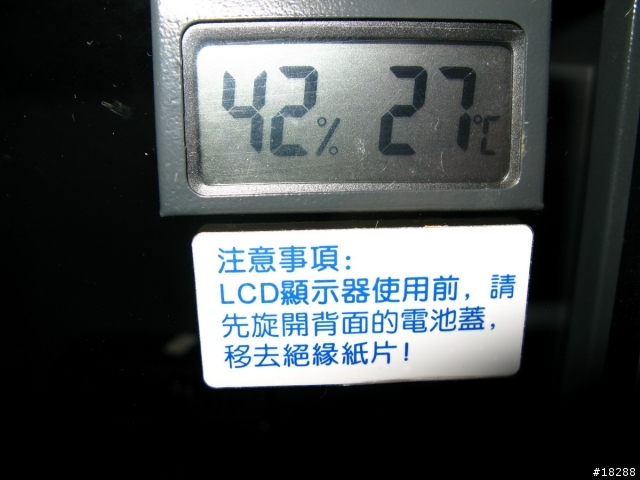 42% 27℃
注意事項:
LCD顯示器使用前,請
先旋開背面的電池蓋,
移去絕緣紙片!
#18288